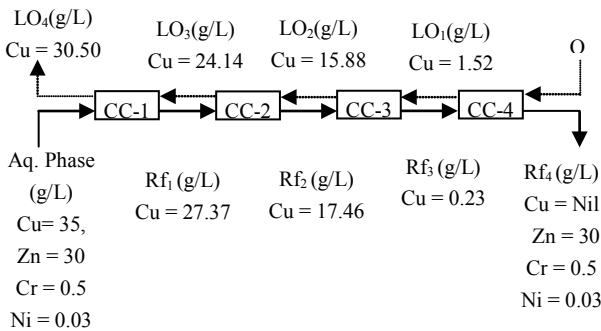 LO₄(g/L)
Cu = 30.50
LO₃(g/L)
Cu = 24.14
LO₂(g/L)
Cu = 15.88
LO₁(g/L)
Cu = 1.52
O
CC-1
CC-2
CC-3
CC-4
Aq. Phase
(g/L)
Cu= 35,
Zn = 30
Cr = 0.5
Ni = 0.03
Rf₁ (g/L)
Cu = 27.37
Rf₂ (g/L)
Cu = 17.46
Rf₃ (g/L)
Cu = 0.23
Rf₄ (g/L)
Cu = Nil
Zn = 30
Cr = 0.5
Ni = 0.03